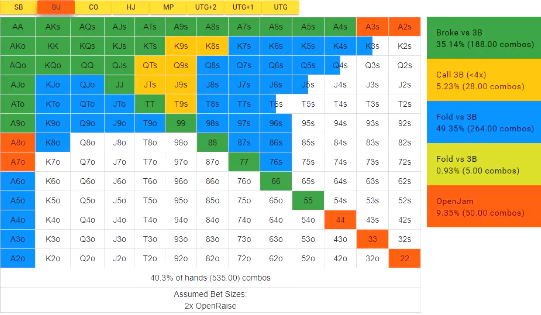 SB BU CO HJ MP UTG+2 UTG+1 UTG
AA AKs AQs AJs ATs A9s A8s A7s A6s A5s A4s A3s A2s
AKo KK KQs KJs KTs K9s K8s K7s K6s K5s K4s K3s K2s
AQo KQo QQ QJs QTs Q9s Q8s Q7s Q6s Q5s Q4s Q3s Q2s
AJo KJo QJo JJ JTs J9s J8s J7s J6s J5s J4s J3s J2s
ATo KTo QTo JTo TT T9s T8s T7s T6s T5s T4s T3s T2s
A9o K9o Q9o J9o T9o 99 98s 97s 96s 95s 94s 93s 92s
A8o K8o Q8o J8o T8o 98o 88 87s 86s 85s 84s 83s 82s
A7o K7o Q7o J7o T7o 97o 87o 77 76s 75s 74s 73s 72s
A6o K6o Q6o J6o T6o 96o 86o 76o 66 65s 64s 63s 62s
A5o K5o Q5o J5o T5o 95o 85o 75o 65o 55 54s 53s 52s
A4o K4o Q4o J4o T4o 94o 84o 74o 64o 54o 44 43s 42s
A3o K3o Q3o J3o T3o 93o 83o 73o 63o 53o 43o 33 32s
A2o K2o Q2o J2o T2o 92o 82o 72o 62o 52o 42o 32o 22
40.3% of hands (535.00) combos
Assumed Bet Sizes:
2x OpenRaise
Broke vs 3B
35.14% (188.00 combos)
Call 3B (<4x)
5.23% (28.00 combos)
Fold vs 3B
49.35% (264.00 combos)
Fold vs 3B
0.93% (5.00 combos)
OpenJam
9.35% (50.00 combos)